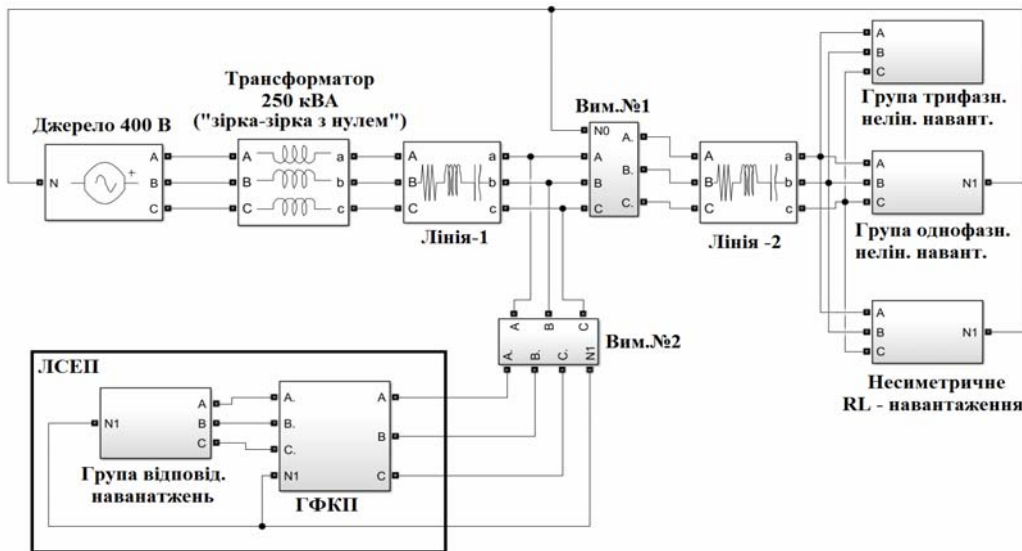 Джерело 400 В
N
A
B
C
Трансформатор
250 кВА
("зірка-зірка з нулем")
A
B
C
a
b
c
A
B
C
a
b
c
Лінія-1
Вим.№1
N0
A
B
C
A.
B.
C.
A
B
C
a
b
c
Лінія -2
A
B
C
Група трифазн.
нелін. навант.
A
B
C
N1
Група однофазн.
нелін. навант.
A
B
C
N1
Несиметричне
RL - навантаження
A
B
C
A.
B.
C.
N1
Вим.№2
ЛСЕП
N1
A
B
C
Група відповід.
наванатжень
A.
B.
C.
N1
A
B
C
ГФКП